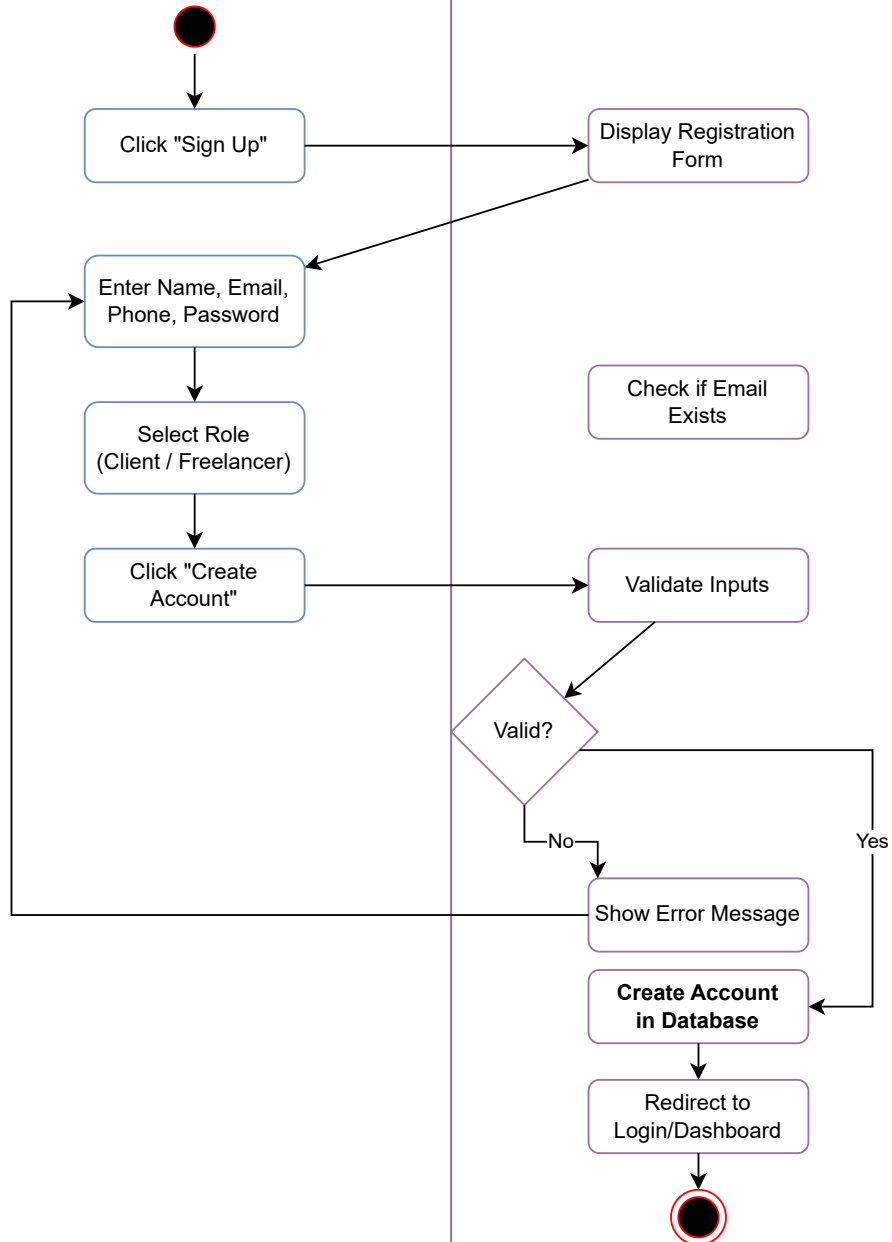 Click "Sign Up"
Display Registration
Form
Enter Name, Email,
Phone, Password
Check if Email
Exists
Select Role
(Client / Freelancer)
Click "Create
Account"
Validate Inputs
Valid?
No
Yes
Show Error Message
Create Account
in Database
Redirect to
Login/Dashboard